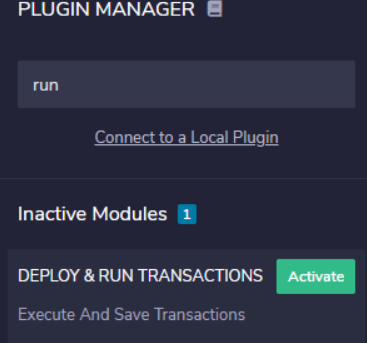 PLUGIN MANAGER
run
Connect to a Local Plugin
Inactive Modules 1
DEPLOY & RUN TRANSACTIONS Activate
Execute And Save Transactions